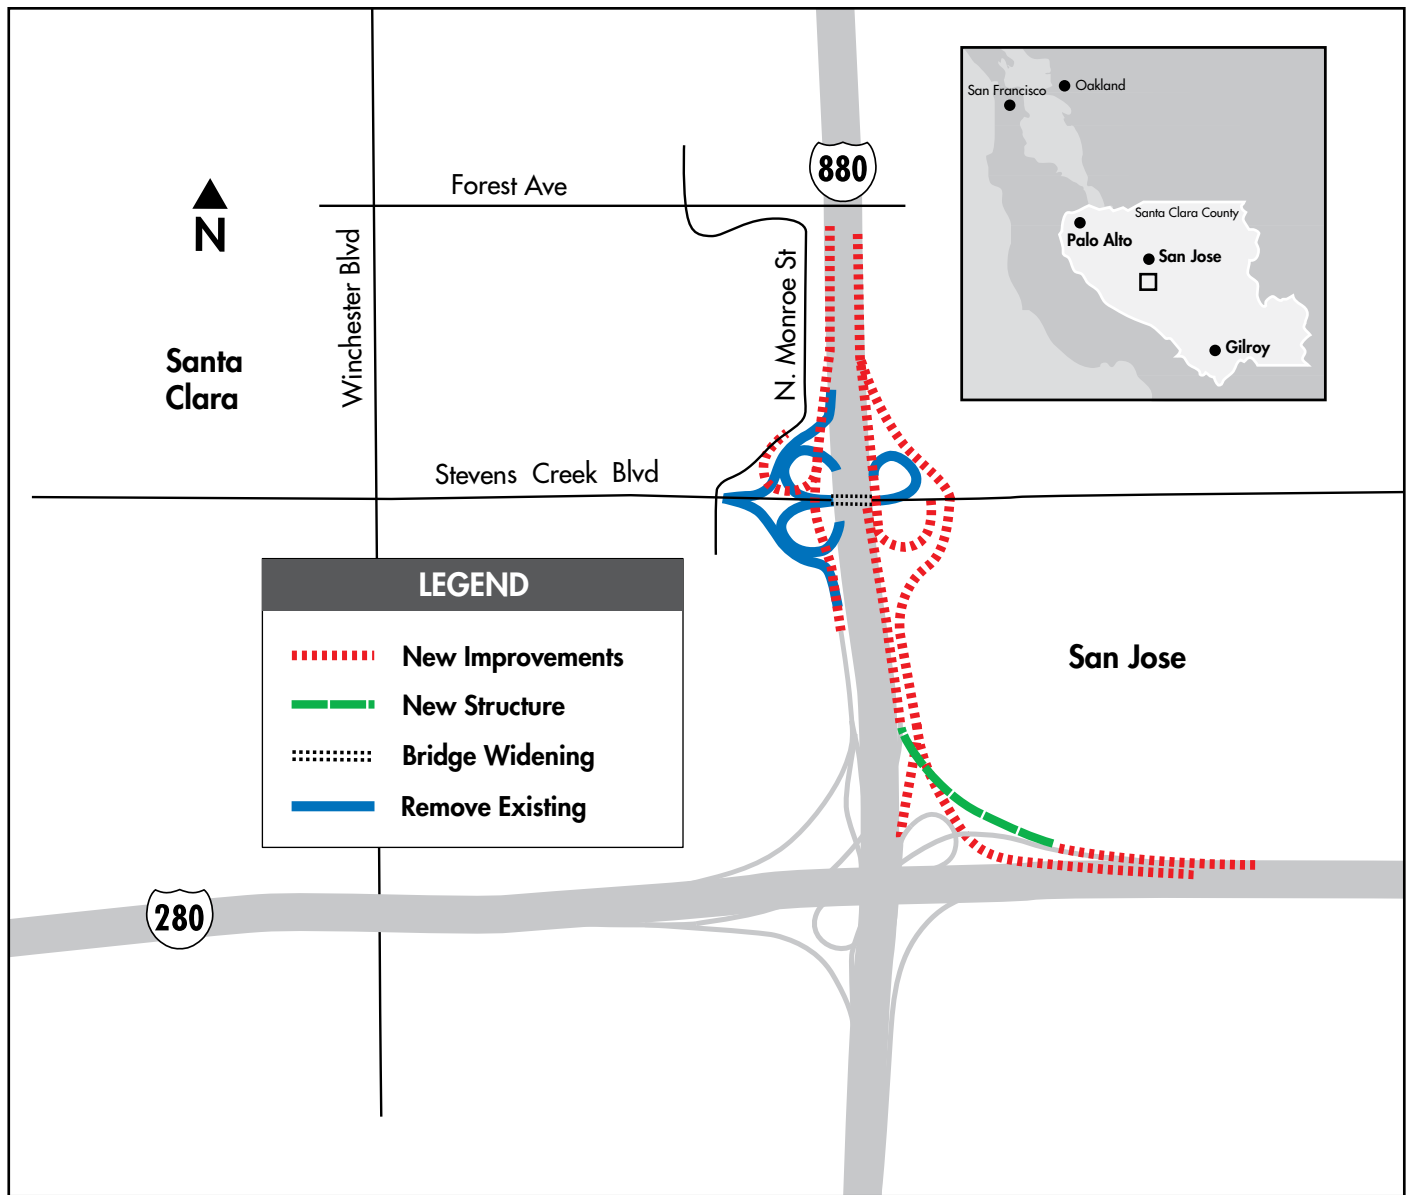 880
Forest Ave
N
Winchester Blvd
N. Monroe St
Santa
Clara
Stevens Creek Blvd
San Francisco
Oakland
Santa Clara County
Palo Alto
San Jose
Gilroy
LEGEND
New Improvements
New Structure
Bridge Widening
Remove Existing
San Jose
280